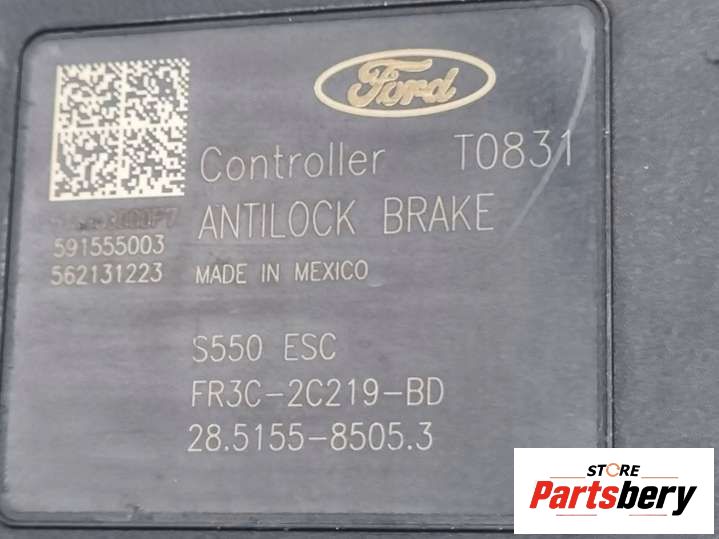 Ford
Controller T0831
ANTILOCK BRAKE
591555003
562131223
MADE IN MEXICO
S550 ESC
FR3C-2C219-BD
28.5155-8505.3
STORE
Partsbery